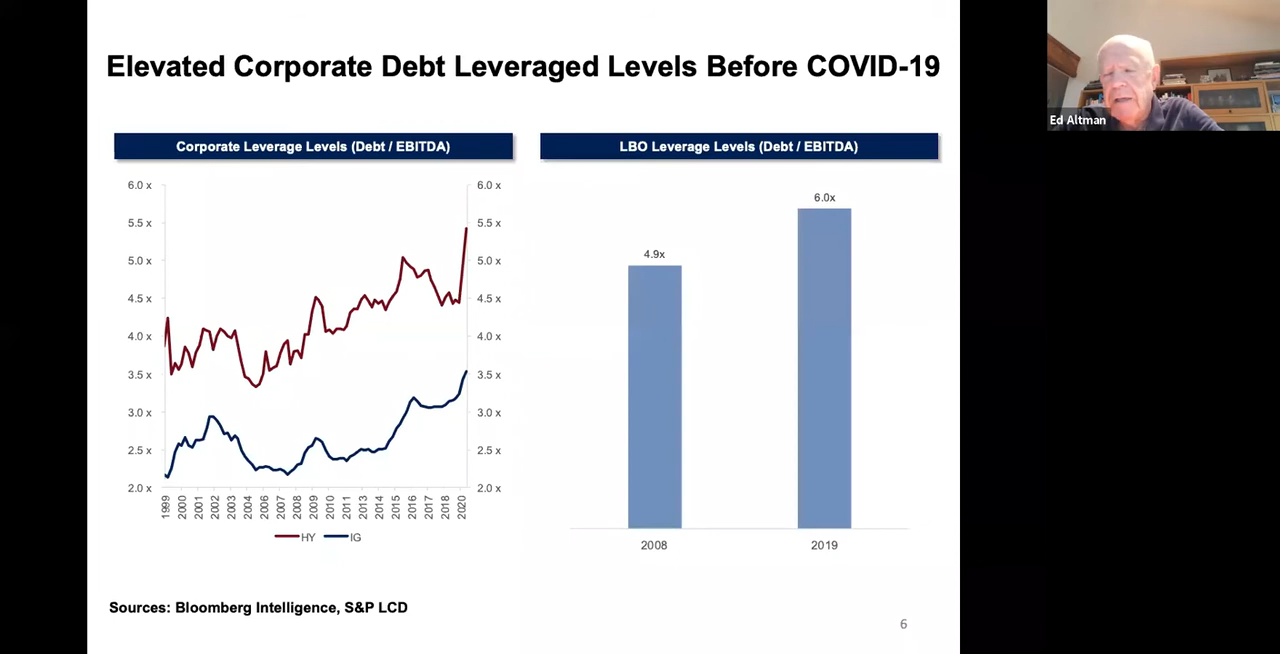 Elevated Corporate Debt Leveraged Levels Before COVID-19
Ed Altman
Corporate Leverage Levels (Debt / EBITDA)
LBO Leverage Levels (Debt / EBITDA)
6.0 x
5.5 x
5.0 x
4.5 x
4.0 x
3.5 x
3.0 x
2.5 x
2.0 x
6.0 x
5.5 x
5.0 x
4.5 x
4.0 x
3.5 x
3.0 x
2.5 x
2.0 x
1999
2000
2001
2002
2003
2004
2006
2007
2008
2009
2010
2011
2013
2014
2015
2016
2017
2018
2020
HY IG
4.9x
6.0x
2008
2019
Sources: Bloomberg Intelligence, S&P LCD
6